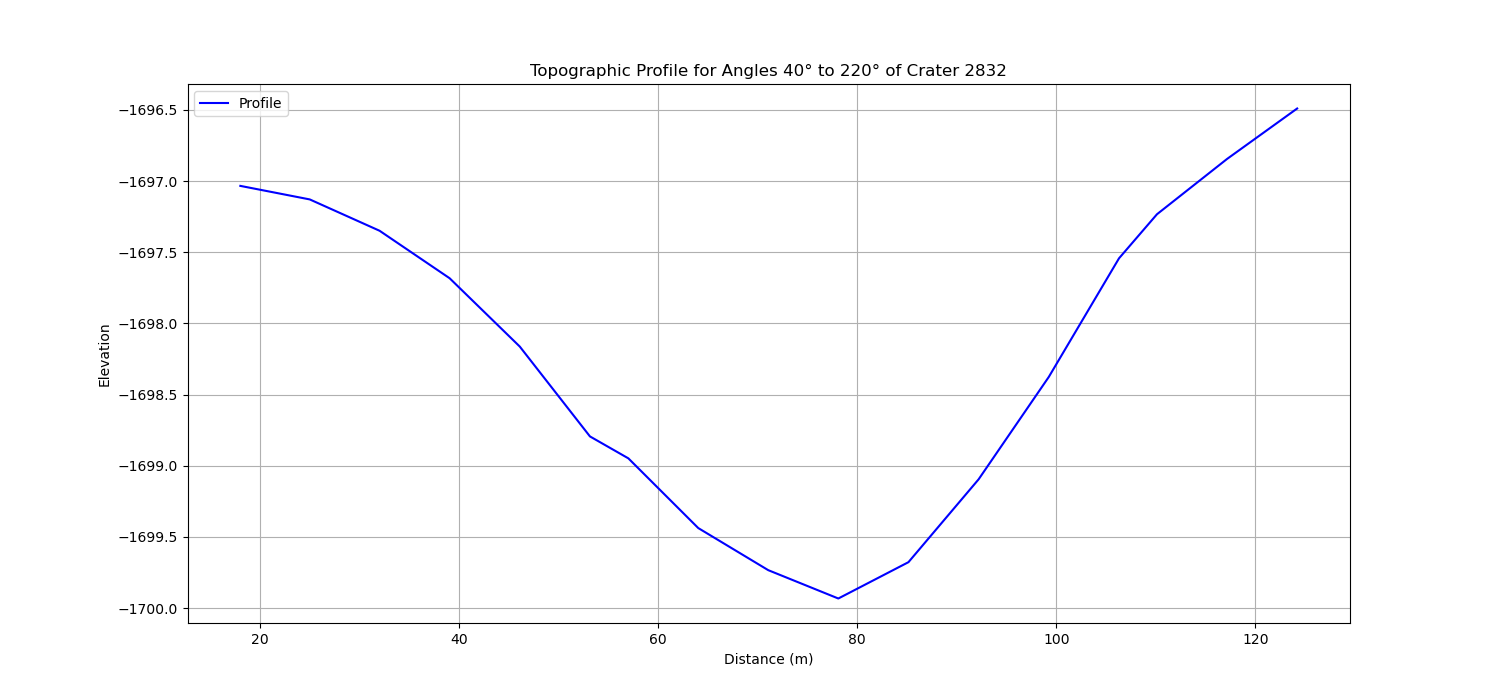 Topographic Profile for Angles 40° to 220° of Crater 2832
Profile
−1696.5
−1697.0
−1697.5
−1698.0
−1698.5
−1699.0
−1699.5
−1700.0
Elevation
20 40 60 80 100 120
Distance (m)